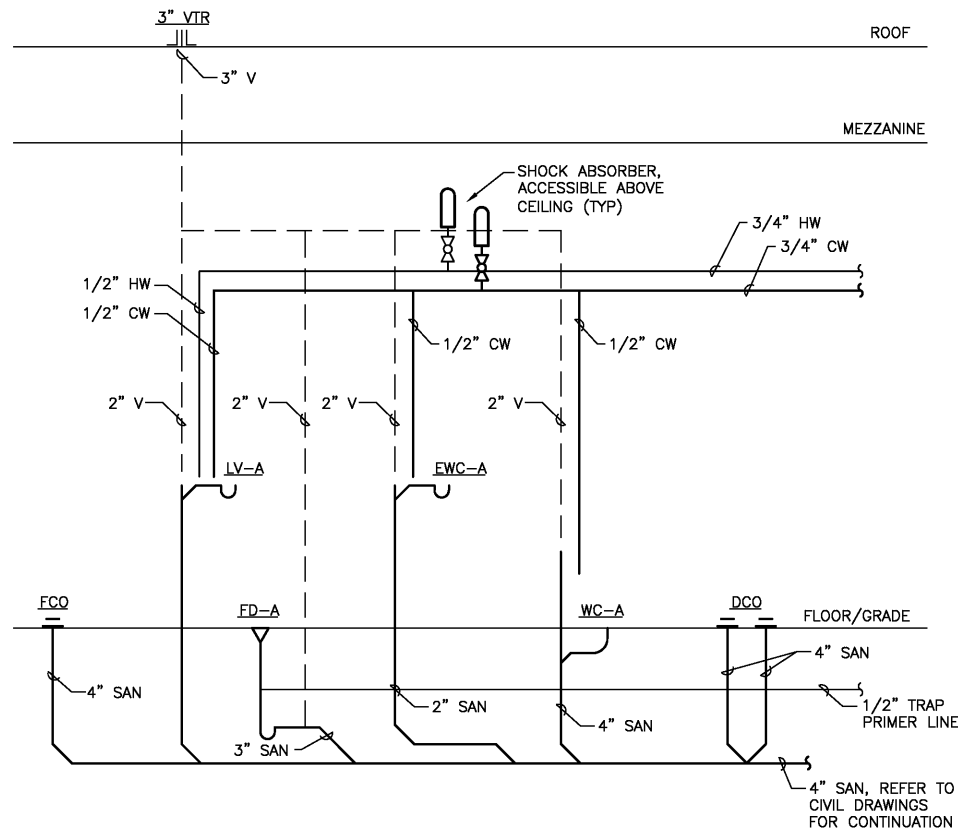 3" VTR
ROOF
3" V
MEZZANINE
SHOCK ABSORBER,
ACCESSIBLE ABOVE
CEILING (TYP)
3/4" HW
3/4" CW
1/2" HW
1/2" CW
1/2" CW
1/2" CW
2" V
2" V
2" V
2" V
LV-A
EWC-A
FCO
FD-A
WC-A
DCO
FLOOR/GRADE
4" SAN
4" SAN
2" SAN
1/2" TRAP
PRIMER LINE
4" SAN
3" SAN
4" SAN, REFER TO
CIVIL DRAWINGS
FOR CONTINUATION